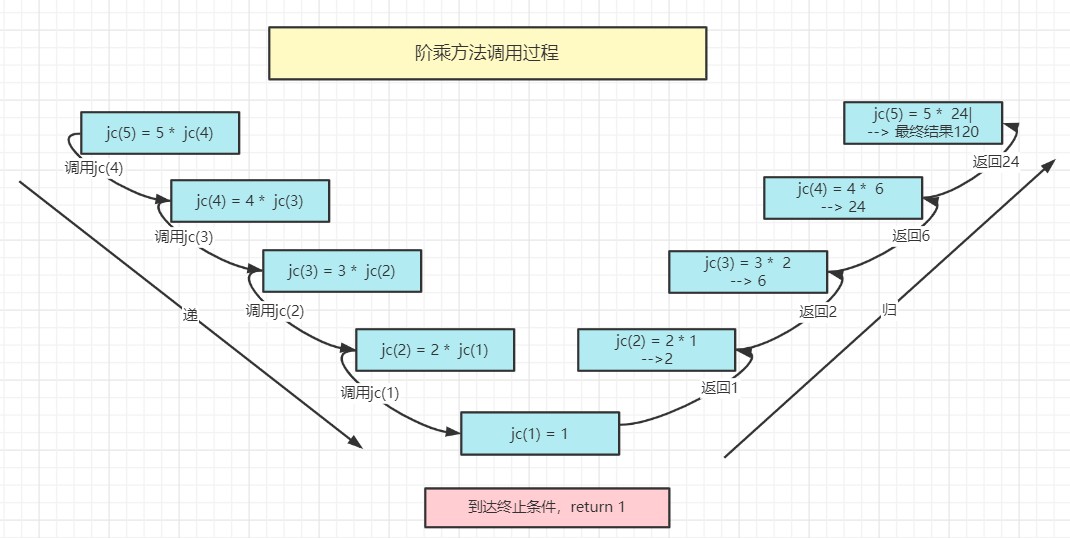 阶乘方法调用过程
jc(5) = 5 * jc(4)
调用jc(4)
jc(4) = 4 * jc(3)
调用jc(3)
jc(3) = 3 * jc(2)
调用jc(2)
jc(2) = 2 * jc(1)
调用jc(1)
jc(1) = 1
递
到达终止条件，return 1
返回1
jc(2) = 2 * 1
-->2
返回2
jc(3) = 3 * 2
--> 6
返回6
jc(4) = 4 * 6
--> 24
返回24
jc(5) = 5 * 24|
--> 最终结果120
归